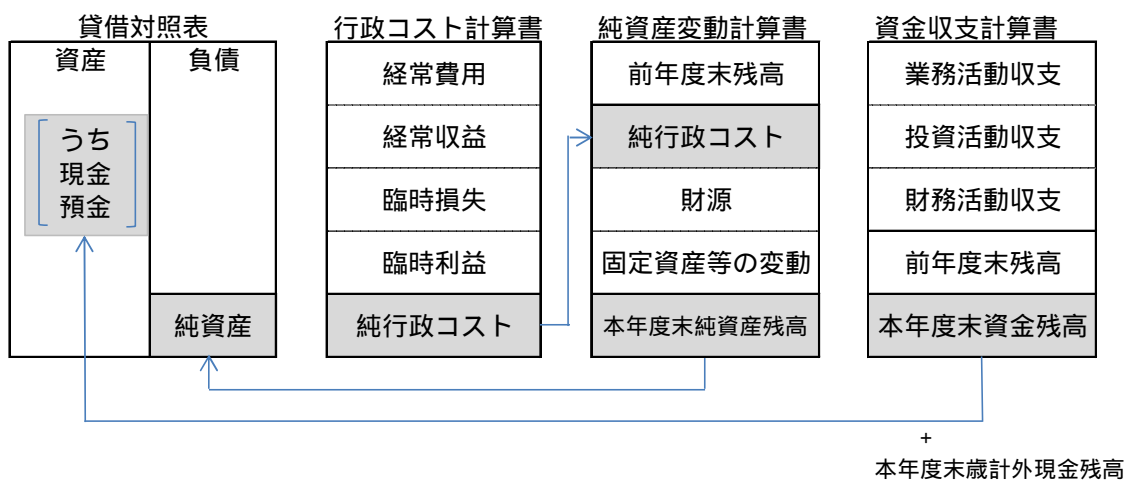 貸借対照表
資産
負債
うち
現金
預金
純資産
行政コスト計算書
経常費用
経常収益
臨時損失
臨時利益
純行政コスト
純資産変動計算書
前年度末残高
純行政コスト
財源
固定資産等の変動
本年度末純資産残高
資金収支計算書
業務活動収支
投資活動収支
財務活動収支
前年度末残高
本年度末資金残高
+
本年度末歳計外現金残高